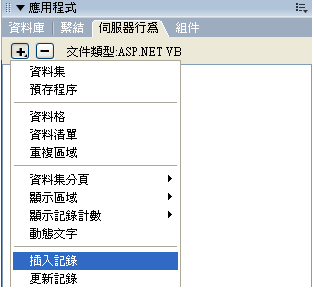 ▼ 應用程式
資料庫 繫結 伺服器行為 組件
文件類型:ASP.NET VB
資料集
預存程序
資料格
資料清單
重複區域
資料集分頁
顯示區域
顯示記錄計數
動態文字
插入記錄
更新記錄